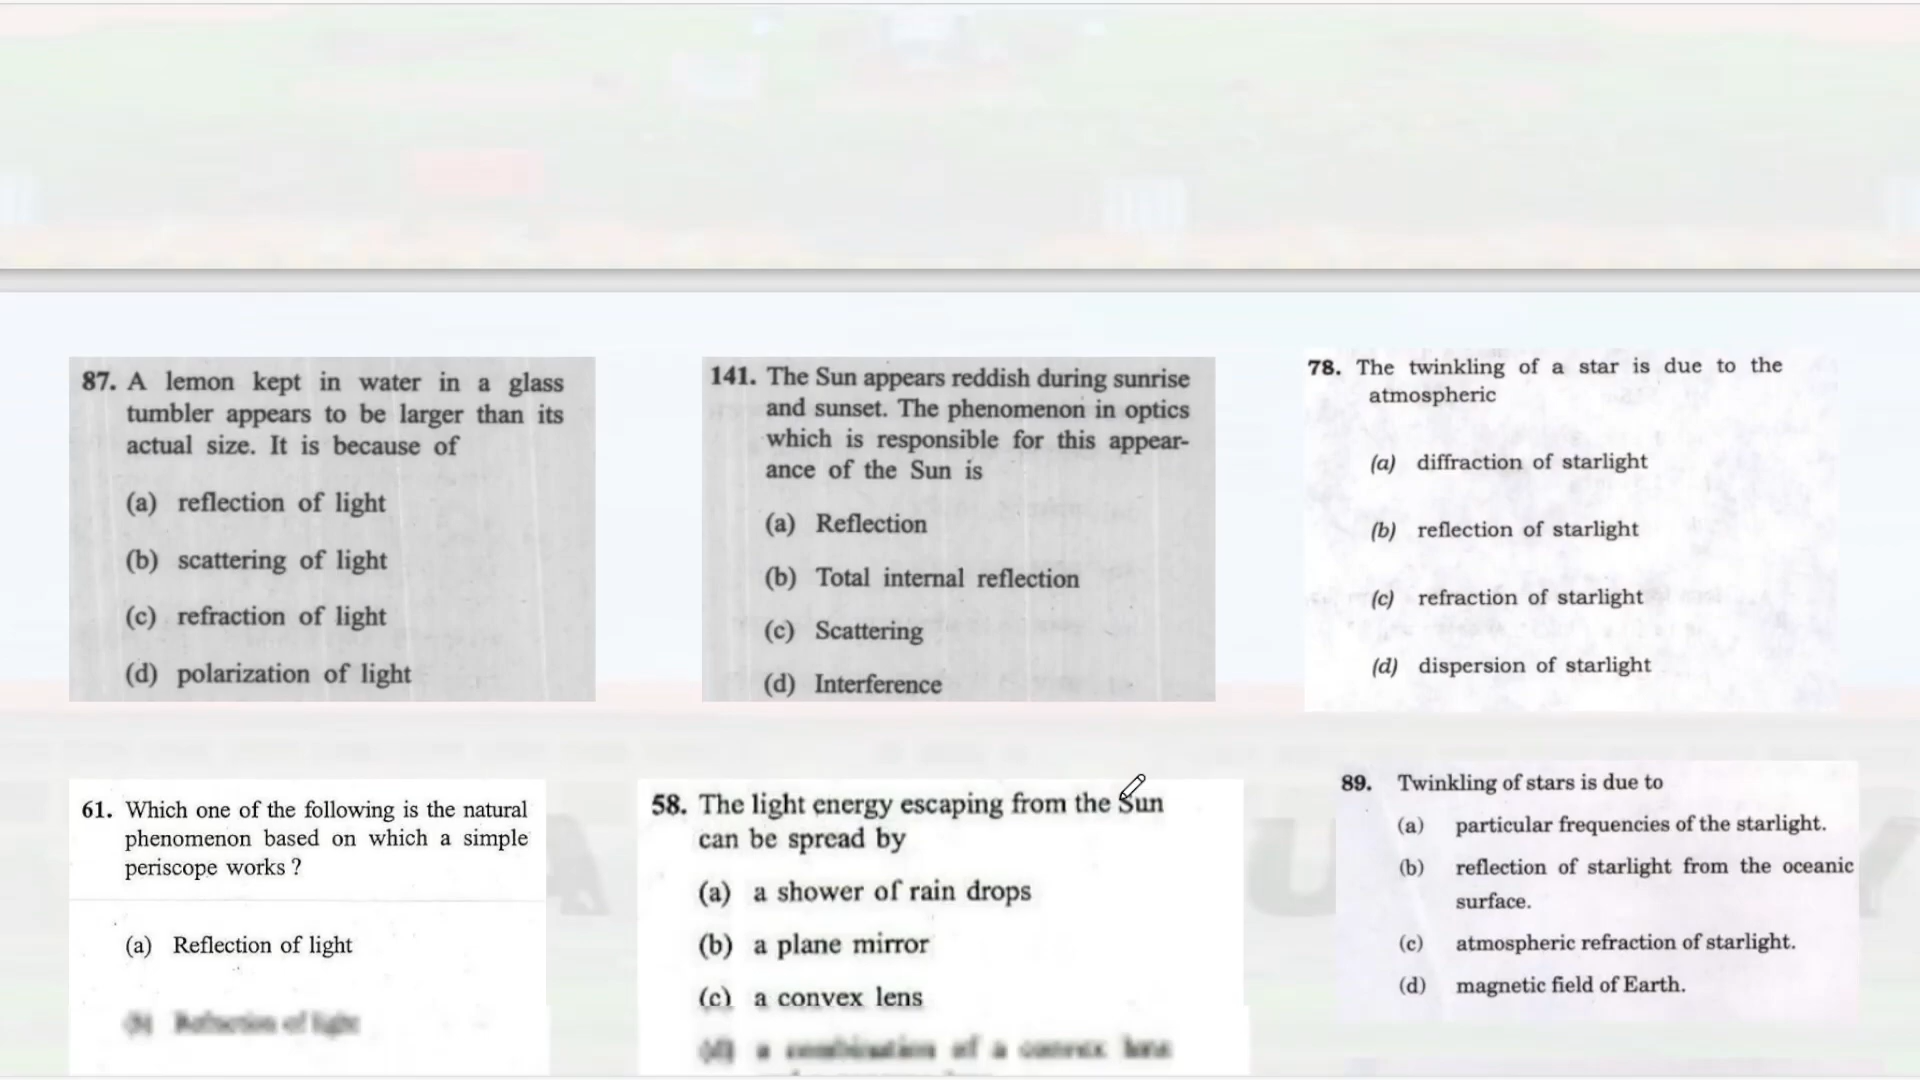 87. A lemon kept in water in a glass
tumbler appears to be larger than its
actual size. It is because of
(a) reflection of light
(b) scattering of light
(c) refraction of light
(d) polarization of light
141. The Sun appears reddish during sunrise
and sunset. The phenomenon in optics
which is responsible for this appear-
ance of the Sun is
(a) Reflection
(b) Total internal reflection
(c) Scattering
(d) Interference
78. The twinkling of a star is due to the
atmospheric
(a) diffraction of starlight
(b) reflection of starlight
(c) refraction of starlight
(d) dispersion of starlight
61. Which one of the following is the natural
phenomenon based on which a simple
periscope works ?
(a) Reflection of light
58. The light energy escaping from the Sun
can be spread by
(a) a shower of rain drops
(b) a plane mirror
(c) a convex lens
(d) a combination of a convex lens
89. Twinkling of stars is due to
(a) particular frequencies of the starlight.
(b) reflection of starlight from the oceanic
surface.
(c) atmospheric refraction of starlight.
(d) magnetic field of Earth.